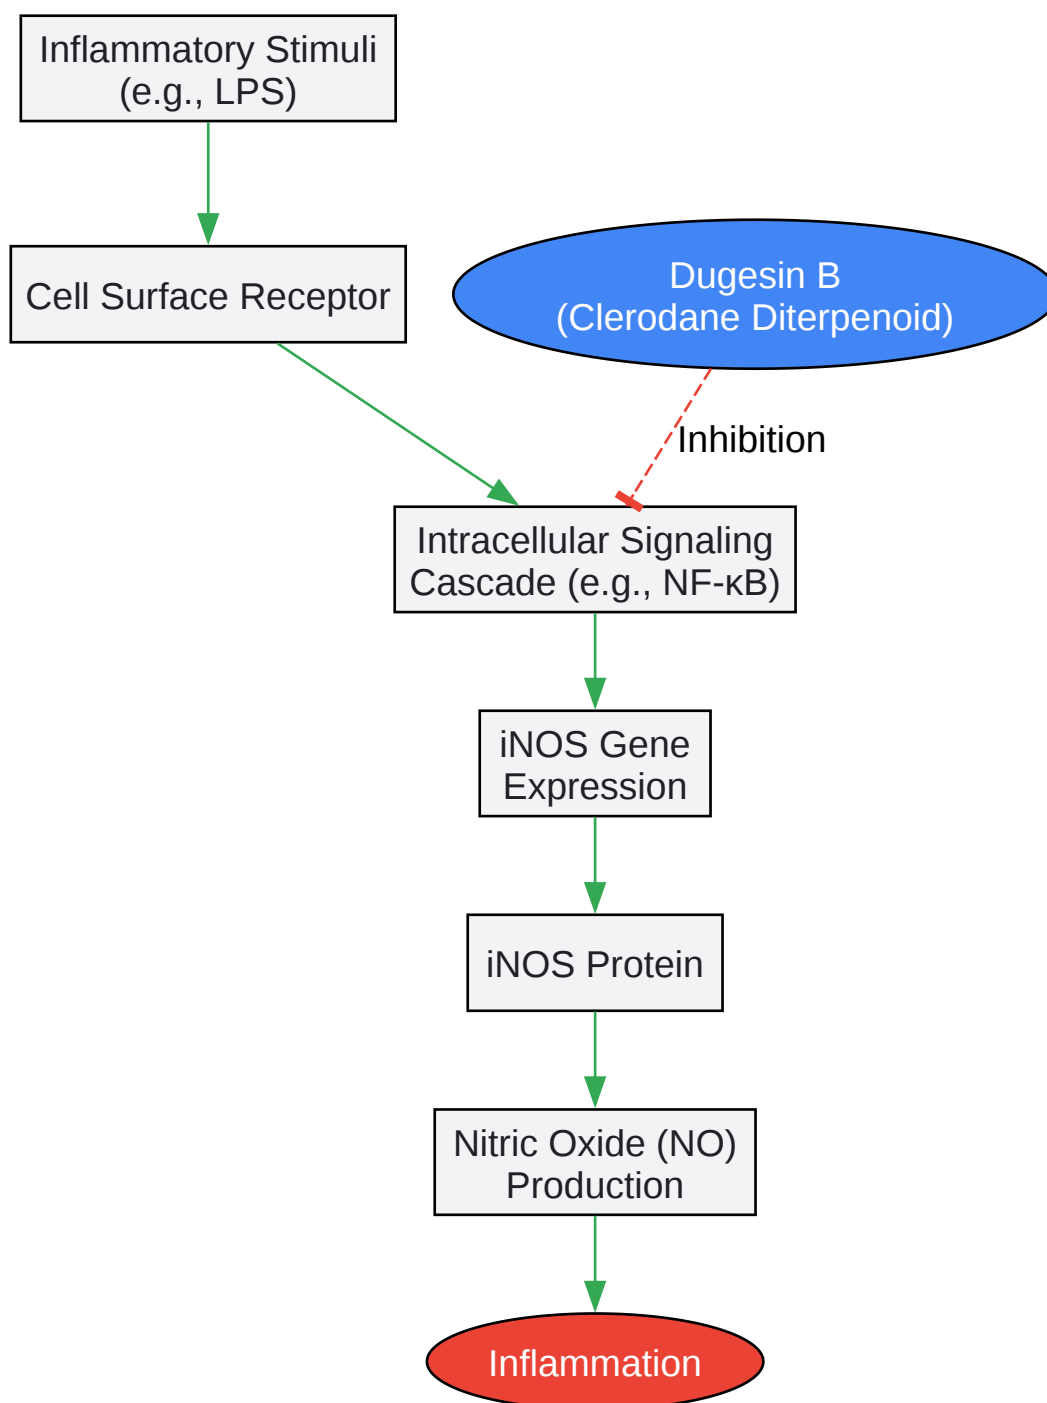 Inflammatory Stimuli
(e.g., LPS)
Cell Surface Receptor
Dugesin B
(Clerodane Diterpenoid)
Inhibition
Intracellular Signaling
Cascade (e.g., NF-κB)
iNOS Gene
Expression
iNOS Protein
Nitric Oxide (NO)
Production
Inflammation